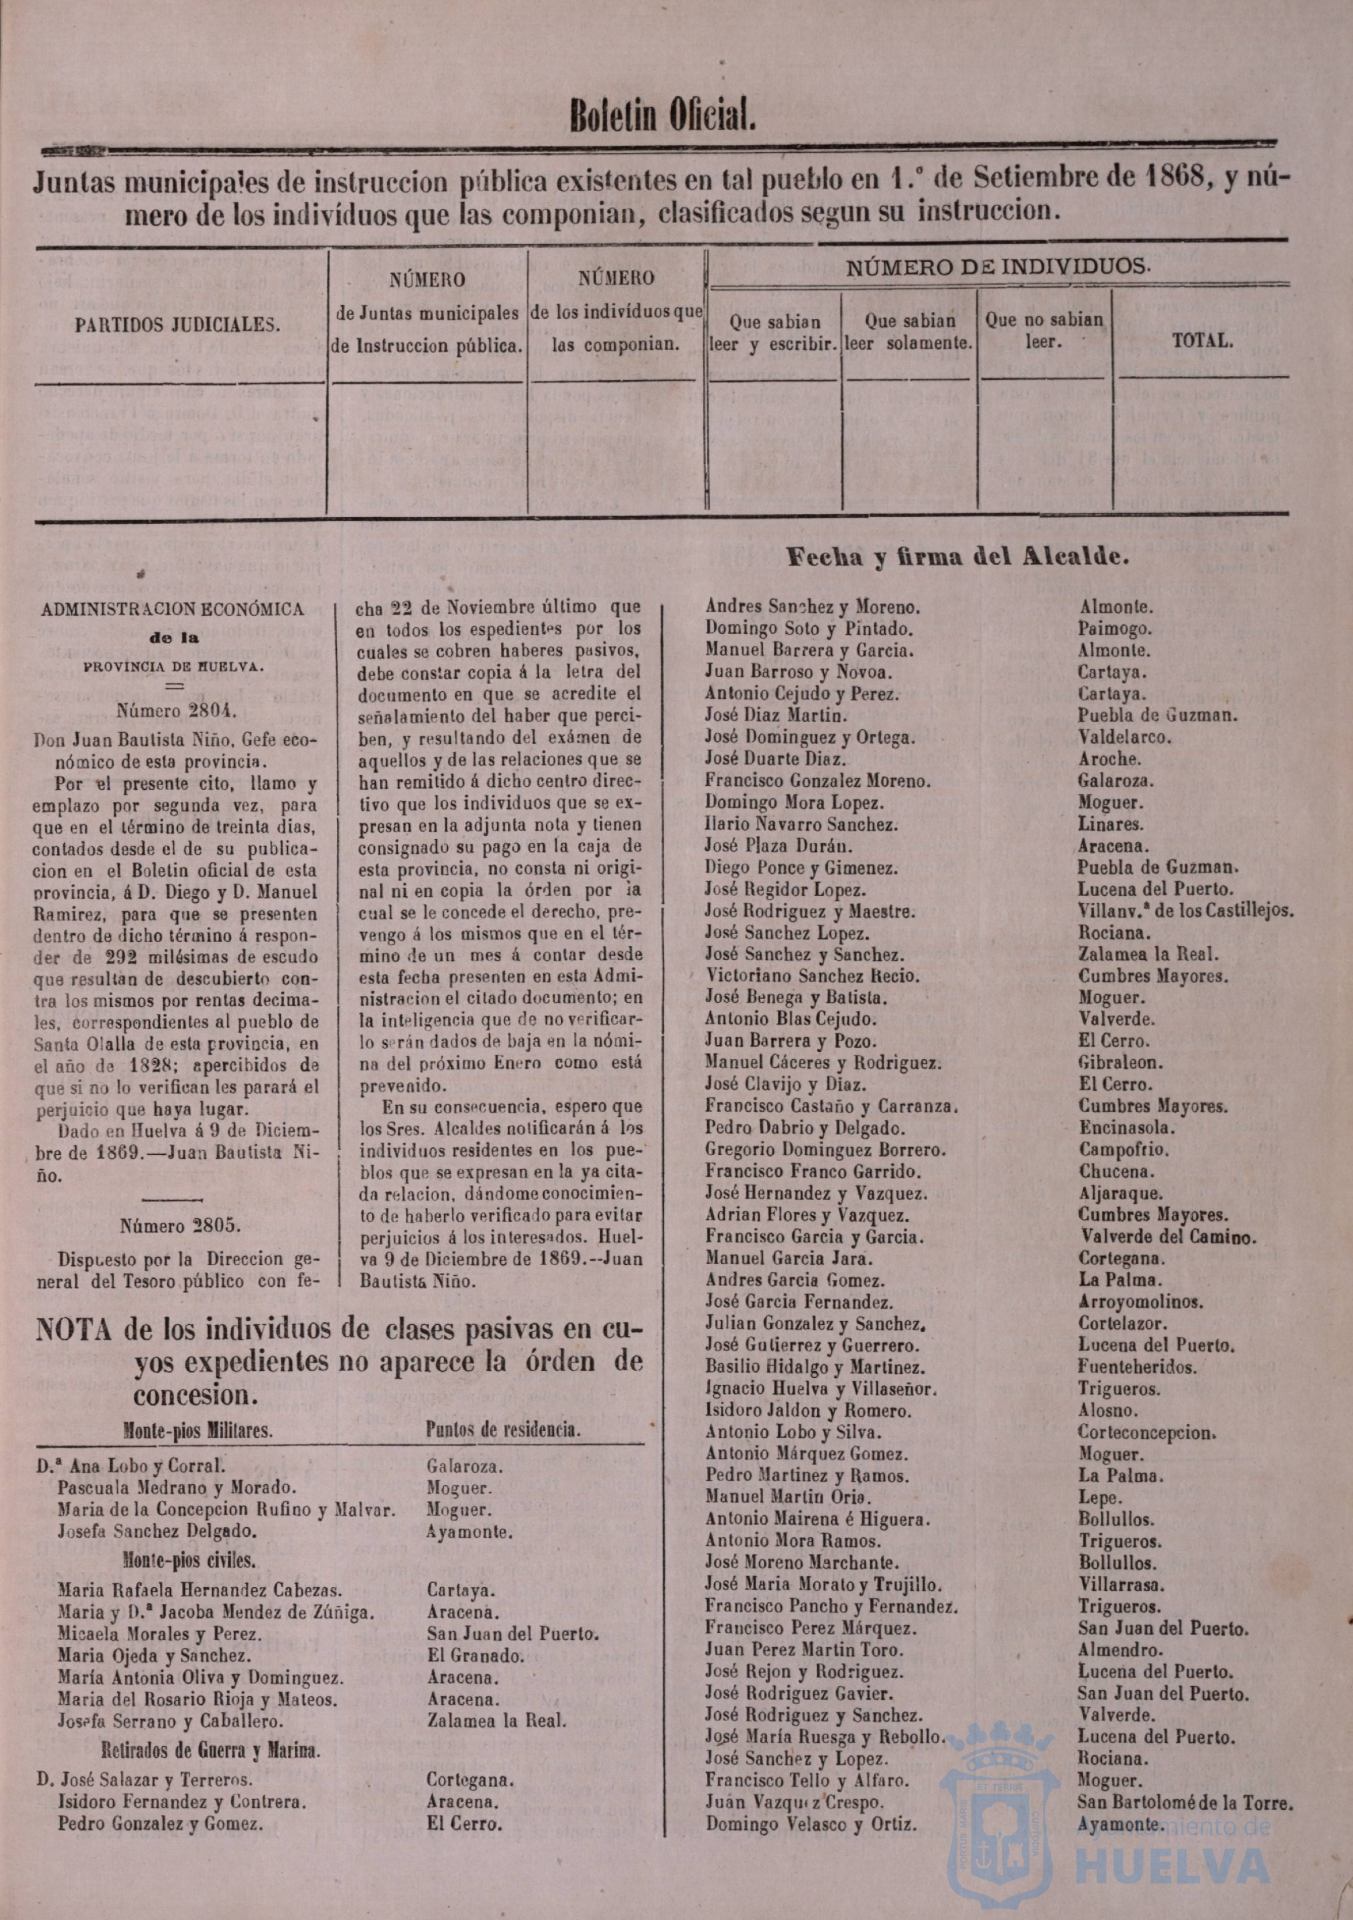 Boletin Oficial.
Juntas municipales de instruccion pública existentes en tal pueblo en 1.º de Setiembre de 1868, y nú-
mero de los indivíduos que las componian, clasificados segun su instruccion.
PARTIDOS JUDICIALES.
NÚMERO
de Juntas municipales
de Instruccion pública.
NÚMERO
de los indivíduos que
las componian.
NÚMERO DE INDIVIDUOS.
Que sabian
leer y escribir.
Que sabian
leer solamente.
Que no sabian
leer.
TOTAL.
Fecha y firma del Alcalde.
ADMINISTRACION ECONÓMICA
de la
PROVÍNCIA DE HUELVA.
Número 2804.
Don Juan Bautista Niño, Gefe eco-
nómico de esta provincia.
Por el presente cito, llamo y
emplazo por segunda vez, para
que en el término de treinta dias,
contados desde el de su publica-
cion en el Boletin oficial de esta
provincia, á D. Diego y D. Manuel
Ramirez, para que se presenten
dentro de dicho término á respon-
der de 292 milésimas de escudo
que resultan de descubierto con-
tra los mismos por rentas decima-
les, correspondientes al pueblo de
Santa Olalla de esta provincia, en
el año de 1828; apercibidos de
que si no lo verifican les parará el
perjuicio que haya lugar.
Dado en Huelva á 9 de Diciem-
bre de 1869.—Juan Bautista Ni-
ño.
Número 2805.
Dispuesto por la Direccion ge-
neral del Tesoro público con fe-
cha 22 de Noviembre último que
en todos los espedientes por los
cuales se cobren haberes pasivos,
debe constar copia á la letra del
documento en que se acredite el
señalamiento del haber que perci-
ben, y resultando del exámen de
aquellos y de las relaciones que se
han remitido á dicho centro direc-
tivo que los individuos que se ex-
presan en la adjunta nota y tienen
consignado su pago en la caja de
esta provincia, no consta ni origi-
nal ni en copia la órden por la
cual se le concede el derecho, pre-
vengo á los mismos que en el tér-
mino de un mes á contar desde
esta fecha presenten en esta Admi-
nistracion el citado documento; en
la inteligencia que de no verificar-
lo serán dados de baja en la nómi-
na del próximo Enero como está
prevenido.
En su consecuencia, espero que
los Sres. Alcaldes notificarán á los
individuos residentes en los pue-
blos que se expresan en la ya cita-
da relacion, dándome conocimien-
to de haberlo verificado para evitar
perjuicios á los interesados. Huel-
va 9 de Diciembre de 1869.--Juan
Bautista Niño.
NOTA de los individuos de clases pasivas en cu-
yos expedientes no aparece la órden de
concesion.
Monte-pios Militares. Puntos de residencia.
D.ª Ana Lobo y Corral. Galaroza.
Pascuala Medrano y Morado. Moguer.
Maria de la Concepcion Rufino y Malvar. Moguer.
Josefa Sanchez Delgado. Ayamonte.
Monte-pios civiles.
Maria Rafaela Hernandez Cabezas. Cartaya.
Maria y D.ª Jacoba Mendez de Zúñiga. Aracena.
Micaela Morales y Perez. San Juan del Puerto.
Maria Ojeda y Sanchez. El Granado.
María Antonia Oliva y Dominguez. Aracena.
Maria del Rosario Rioja y Mateos. Aracena.
Josefa Serrano y Caballero. Zalamea la Real.
Retirados de Guerra y Marina.
D. José Salazar y Terreros. Cortegana.
Isidoro Fernandez y Contrera. Aracena.
Pedro Gonzalez y Gomez. El Cerro.
Andres Sanchez y Moreno. Almonte.
Domingo Soto y Pintado. Paimogo.
Manuel Barrera y Garcia. Almonte.
Juan Barroso y Novoa. Cartaya.
Antonio Cejudo y Perez. Cartaya.
José Diaz Martin. Puebla de Guzman.
José Dominguez y Ortega. Valdelarco.
José Duarte Diaz. Aroche.
Francisco Gonzalez Moreno. Galaroza.
Domingo Mora Lopez. Moguer.
Ilario Navarro Sanchez. Linares.
José Plaza Durán. Aracena.
Diego Ponce y Gimenez. Puebla de Guzman.
José Regidor Lopez. Lucena del Puerto.
José Rodriguez y Maestre. Villanv.ª de los Castillejos.
José Sanchez Lopez. Rociana.
José Sanchez y Sanchez. Zalamea la Real.
Victoriano Sanchez Recio. Cumbres Mayores.
José Benega y Batista. Moguer.
Antonio Blas Cejudo. Valverde.
Juan Barrera y Pozo. El Cerro.
Manuel Cáceres y Rodriguez. Gibraleon.
José Clavijo y Diaz. El Cerro.
Francisco Castaño y Carranza. Cumbres Mayores.
Pedro Dabrio y Delgado. Encinasola.
Gregorio Dominguez Borrero. Campofrio.
Francisco Franco Garrido. Chucena.
José Hernandez y Vazquez. Aljaraque.
Adrian Flores y Vazquez. Cumbres Mayores.
Francisco Garcia y Garcia. Valverde del Camino.
Manuel Garcia Jara. Cortegana.
Andres Garcia Gomez. La Palma.
José Garcia Fernandez. Arroyomolinos.
Julian Gonzalez y Sanchez. Cortelazor.
José Gutierrez y Guerrero. Lucena del Puerto.
Basilio Hidalgo y Martinez. Fuenteheridos.
Ignacio Huelva y Villaseñor. Trigueros.
Isidoro Jaldon y Romero. Alosno.
Antonio Lobo y Silva. Corteconcepcion.
Antonio Márquez Gomez. Moguer.
Pedro Martinez y Ramos. La Palma.
Manuel Martin Oria. Lepe.
Antonio Mairena é Higuera. Bollullos.
Antonio Mora Ramos. Trigueros.
José Moreno Marchante. Bollullos.
José Maria Morato y Trujillo. Villarrasa.
Francisco Pancho y Fernandez. Trigueros.
Francisco Perez Márquez. San Juan del Puerto.
Juan Perez Martin Toro. Almendro.
José Rejon y Rodriguez. Lucena del Puerto.
José Rodriguez Gavier. San Juan del Puerto.
José Rodriguez y Sanchez. Valverde.
José María Ruesga y Rebollo. Lucena del Puerto.
José Sanchez y Lopez. Rociana.
Francisco Tello y Alfaro. Moguer.
Juan Vazquez Crespo. San Bartolomé de la Torre.
Domingo Velasco y Ortiz. Ayamonte.
Ayuntamiento de
HUELVA
PORTUS MARIS ET TERRÆ CUSTODIA